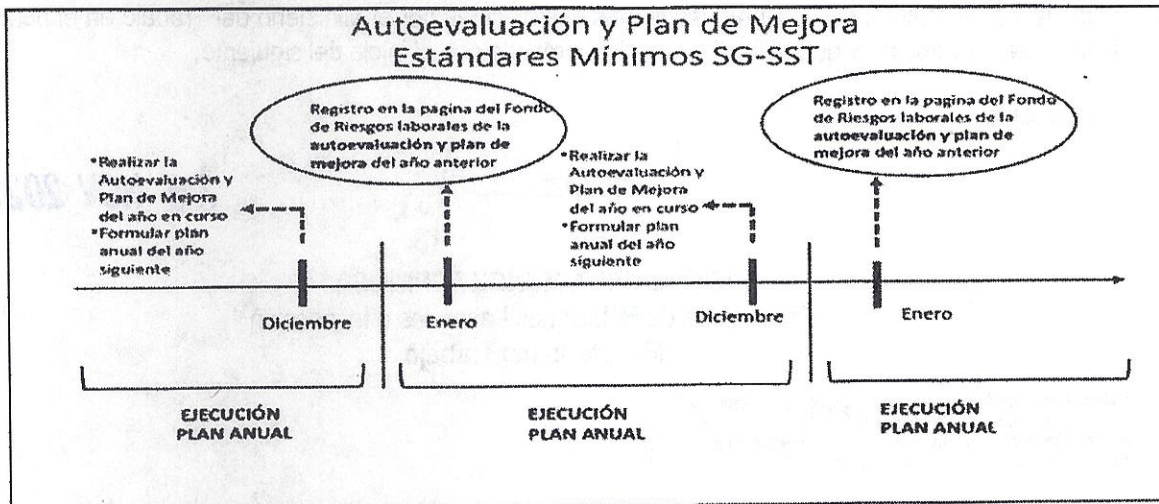 Autoevaluación y Plan de Mejora
Estándares Mínimos SG-SST
Registro en la pagina del Fondo
de Riesgos laborales de la
autoevaluación y plan de
mejora del año anterior
Registro en la pagina del Fondo
de Riesgos laborales de la
autoevaluación y plan de
mejora del año anterior
•Realizar la
Autoevaluación y
Plan de Mejora
del año en curso
•Formular plan
anual del año
siguiente
•Realizar la
Autoevaluación y
Plan de Mejora
del año en curso
•Formular plan
anual del año
siguiente
Diciembre
Enero
Diciembre
Enero
EJECUCIÓN
PLAN ANUAL
EJECUCIÓN
PLAN ANUAL
EJECUCIÓN
PLAN ANUAL